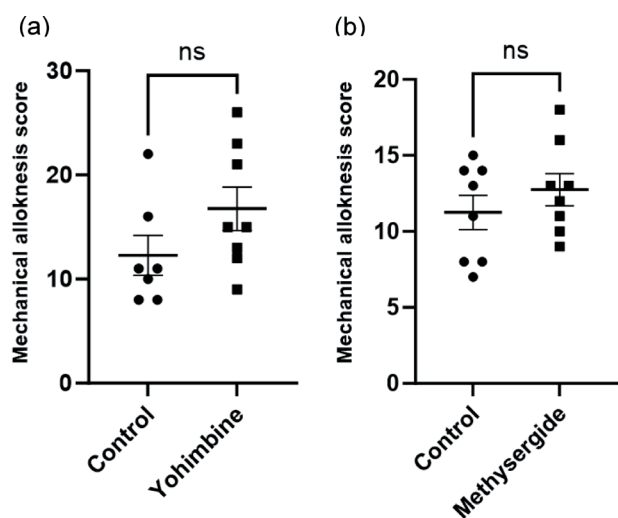 (a)
ns
Mechanical alloknesis score
30
20
10
0
Control
Yohimbine
(b)
ns
Mechanical alloknesis score
20
15
10
5
0
Control
Methysergide